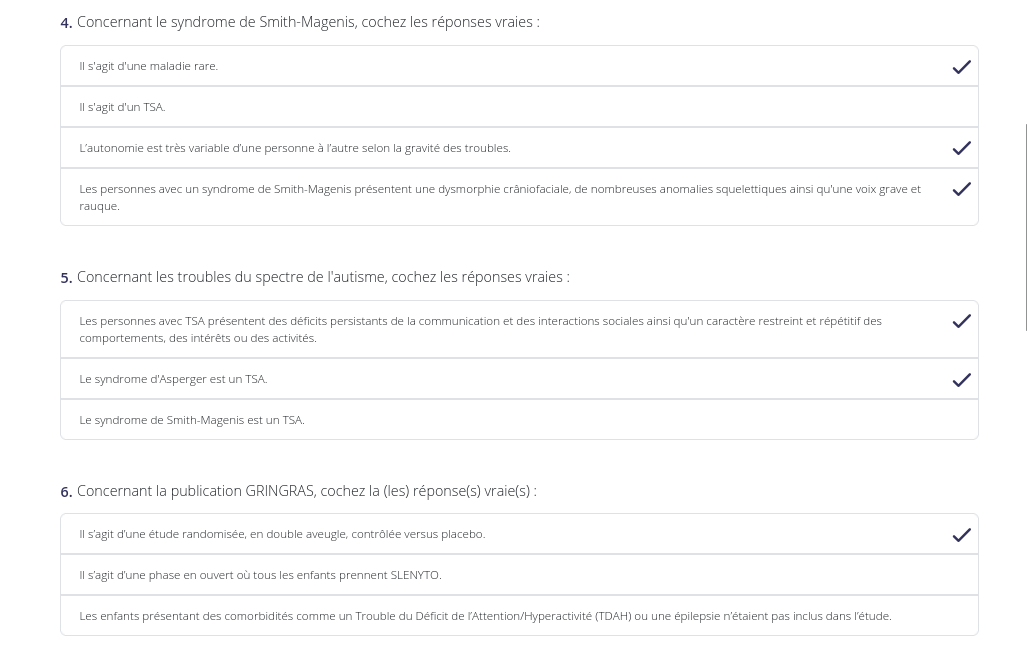 4. Concernant le syndrome de Smith-Magenis, cochez les réponses vraies :
Il s'agit d'une maladie rare.
Il s'agit d'un TSA.
L’autonomie est très variable d’une personne à l’autre selon la gravité des troubles.
Les personnes avec un syndrome de Smith-Magenis présentent une dysmorphie crâniofaciale, de nombreuses anomalies squelettiques ainsi qu'une voix grave et
rauque.
5. Concernant les troubles du spectre de l'autisme, cochez les réponses vraies :
Les personnes avec TSA présentent des déficits persistants de la communication et des interactions sociales ainsi qu'un caractère restreint et répétitif des
comportements, des intérêts ou des activités.
Le syndrome d'Asperger est un TSA.
Le syndrome de Smith-Magenis est un TSA.
6. Concernant la publication GRINGRAS, cochez la (les) réponse(s) vraie(s) :
Il s’agit d’une étude randomisée, en double aveugle, contrôlée versus placebo.
Il s’agit d’une phase en ouvert où tous les enfants prennent SLENYTO.
Les enfants présentant des comorbidités comme un Trouble du Déficit de l’Attention/Hyperactivité (TDAH) ou une épilepsie n’étaient pas inclus dans l’étude.